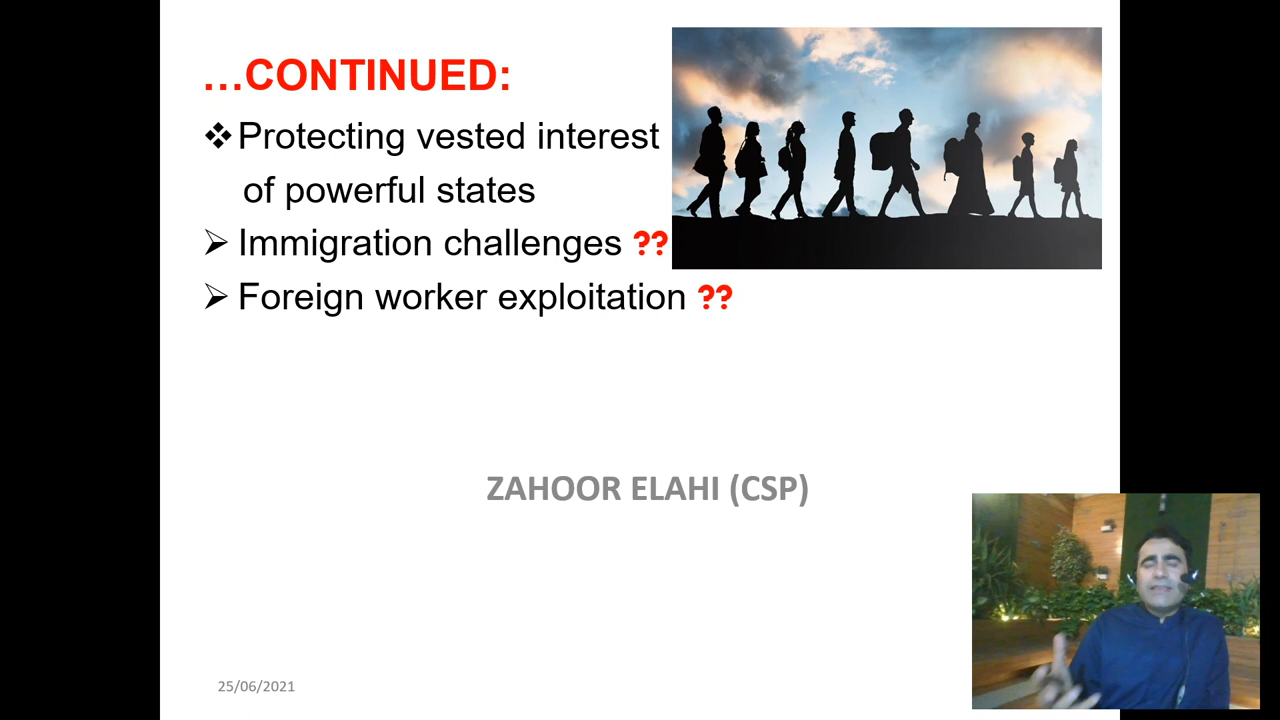 …CONTINUED:
❖Protecting vested interest
of powerful states
➢Immigration challenges ??
➢Foreign worker exploitation ??
ZAHOOR ELAHI (CSP)
25/06/2021